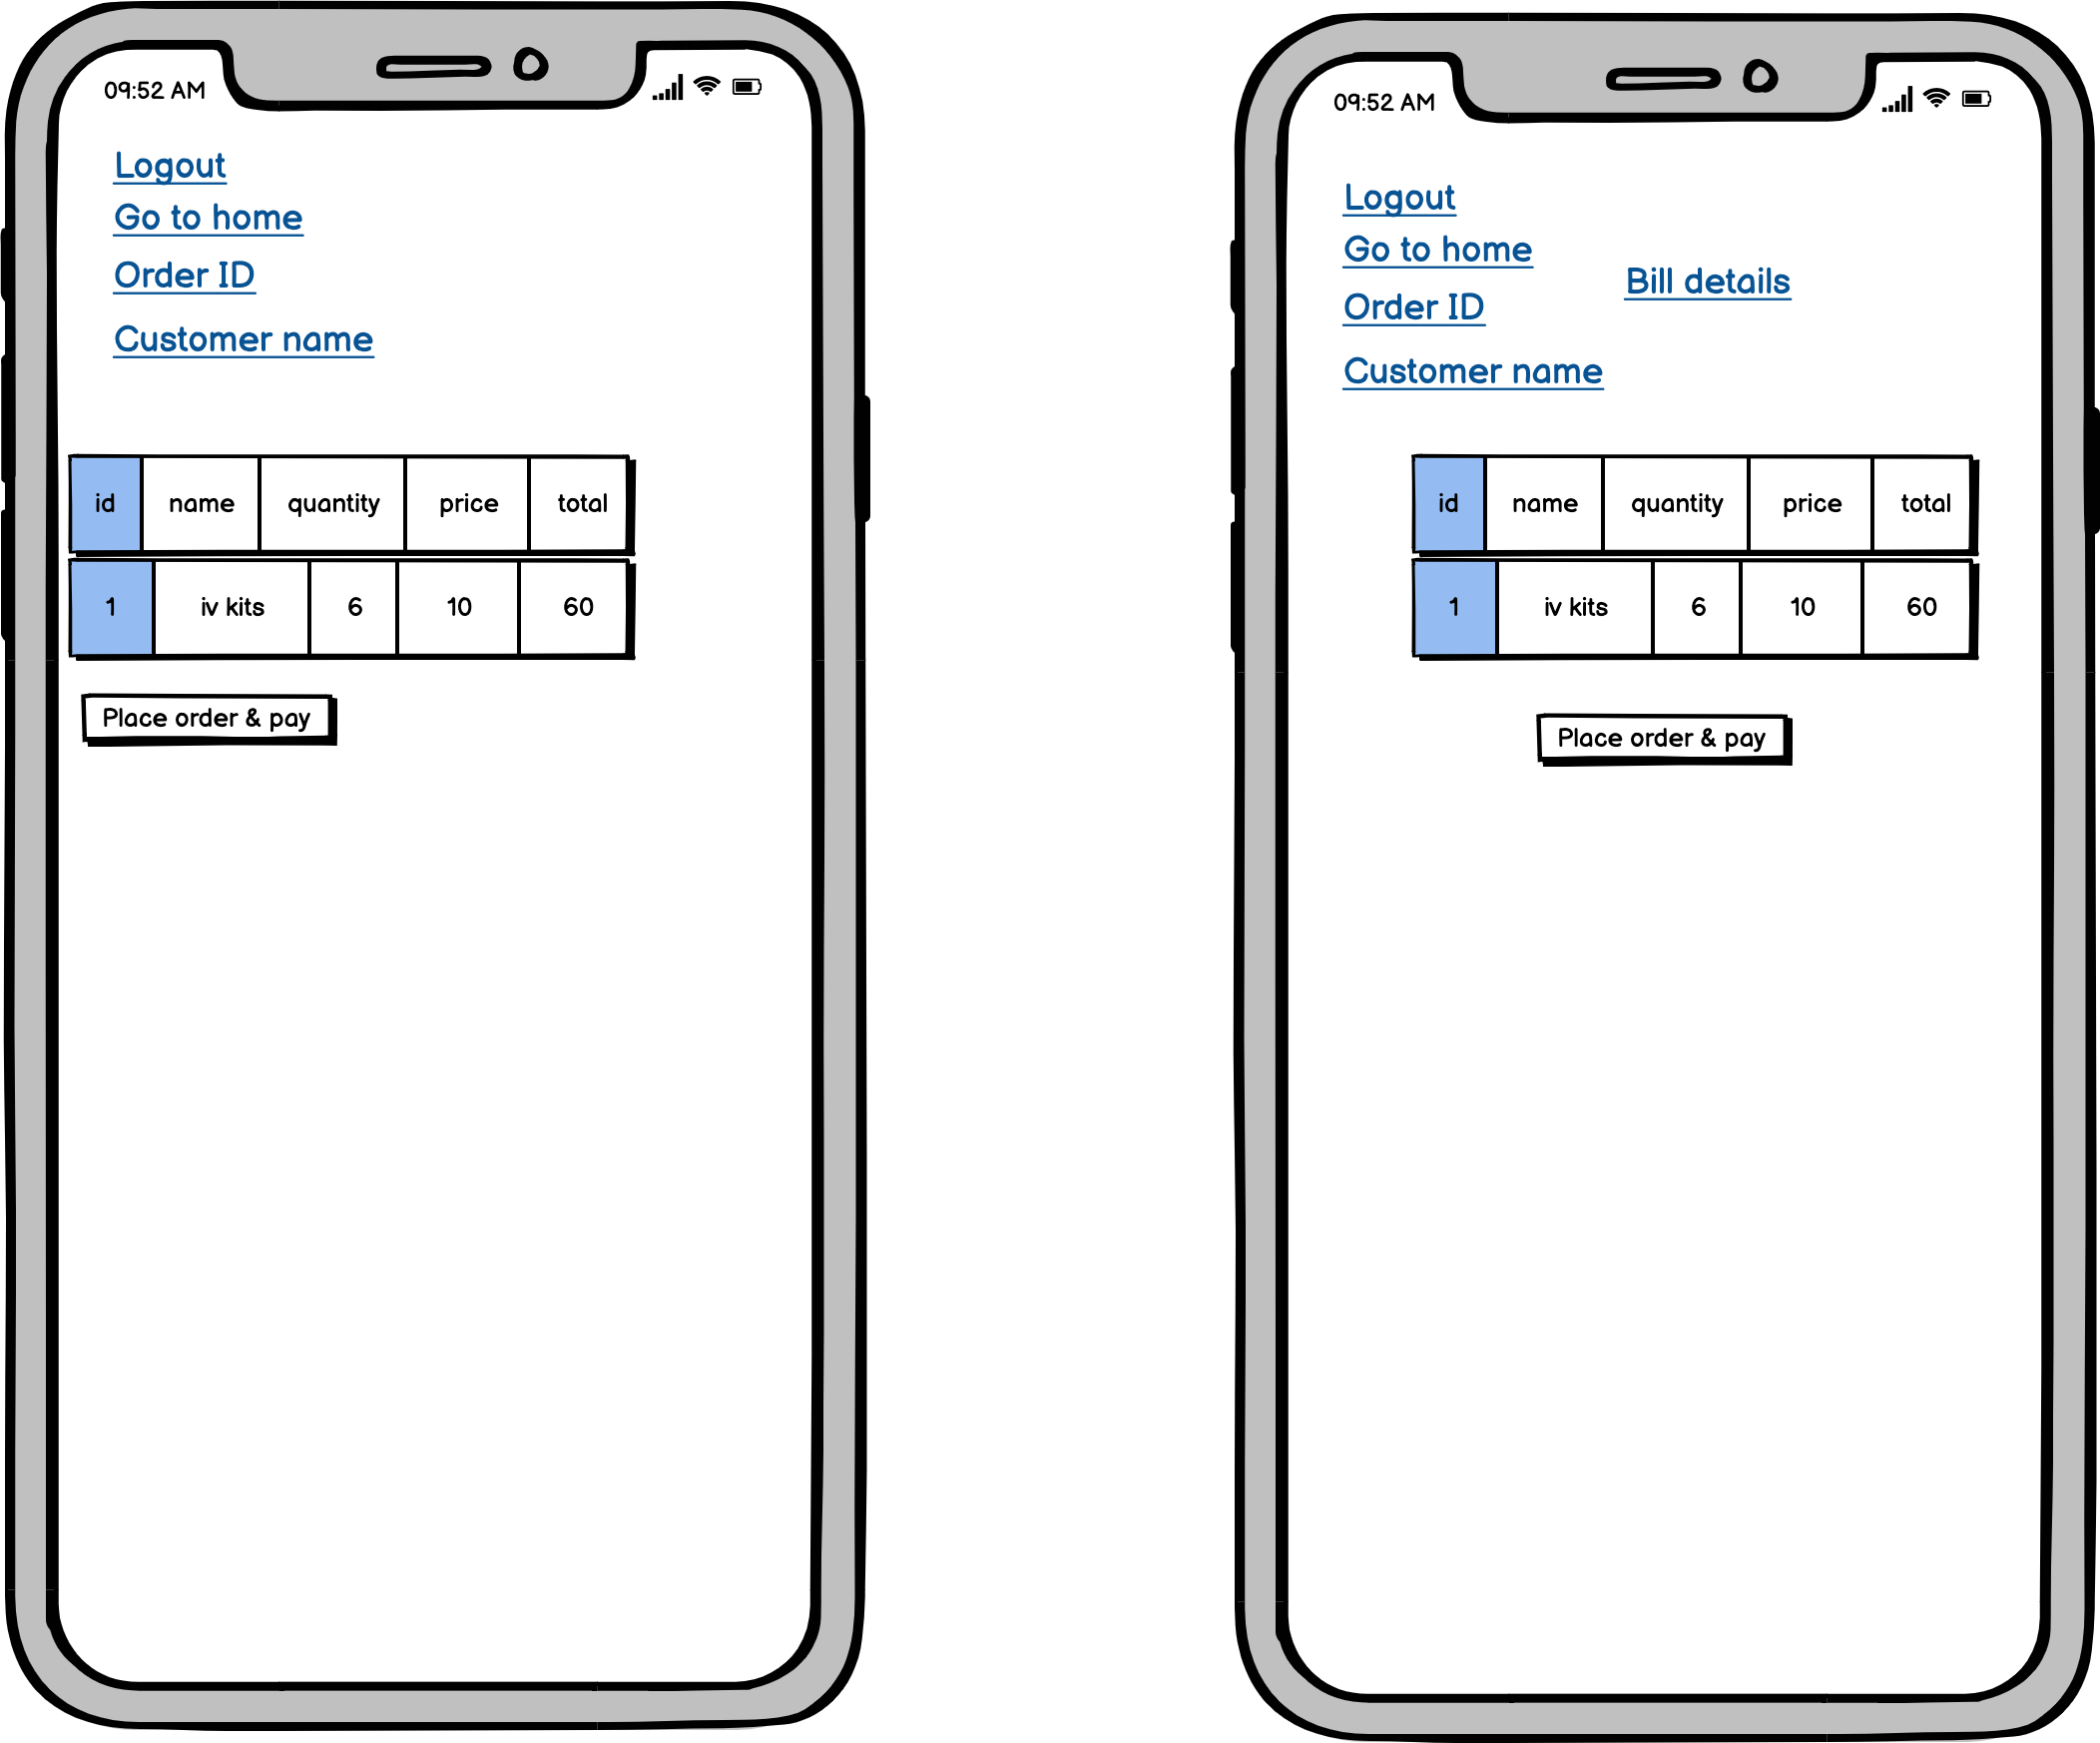 09:52 AM
Logout
Go to home
Order ID
Customer name
id name quantity price total
1 iv kits 6 10 60
Place order & pay
09:52 AM
Logout
Go to home
Bill details
Order ID
Customer name
id name quantity price total
1 iv kits 6 10 60
Place order & pay